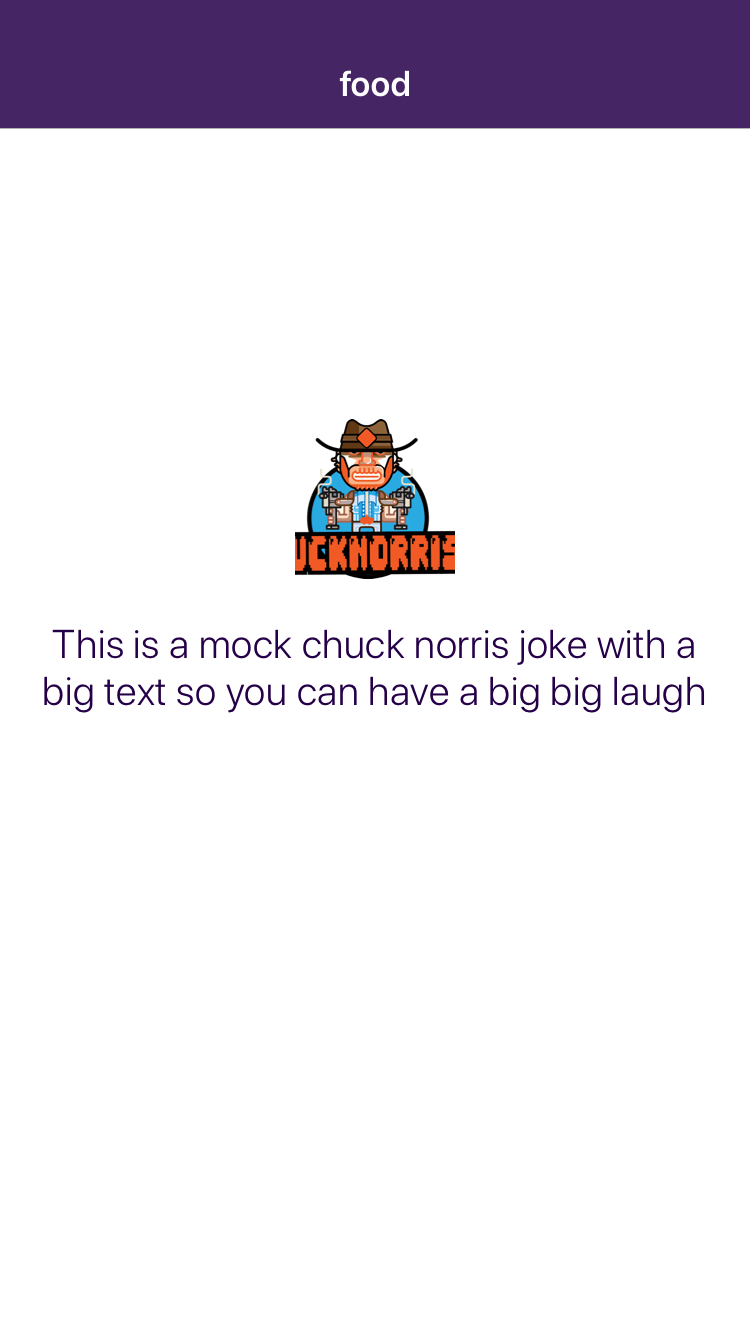 food
UCKNORRIS
This is a mock chuck norris joke with a
big text so you can have a big big laugh